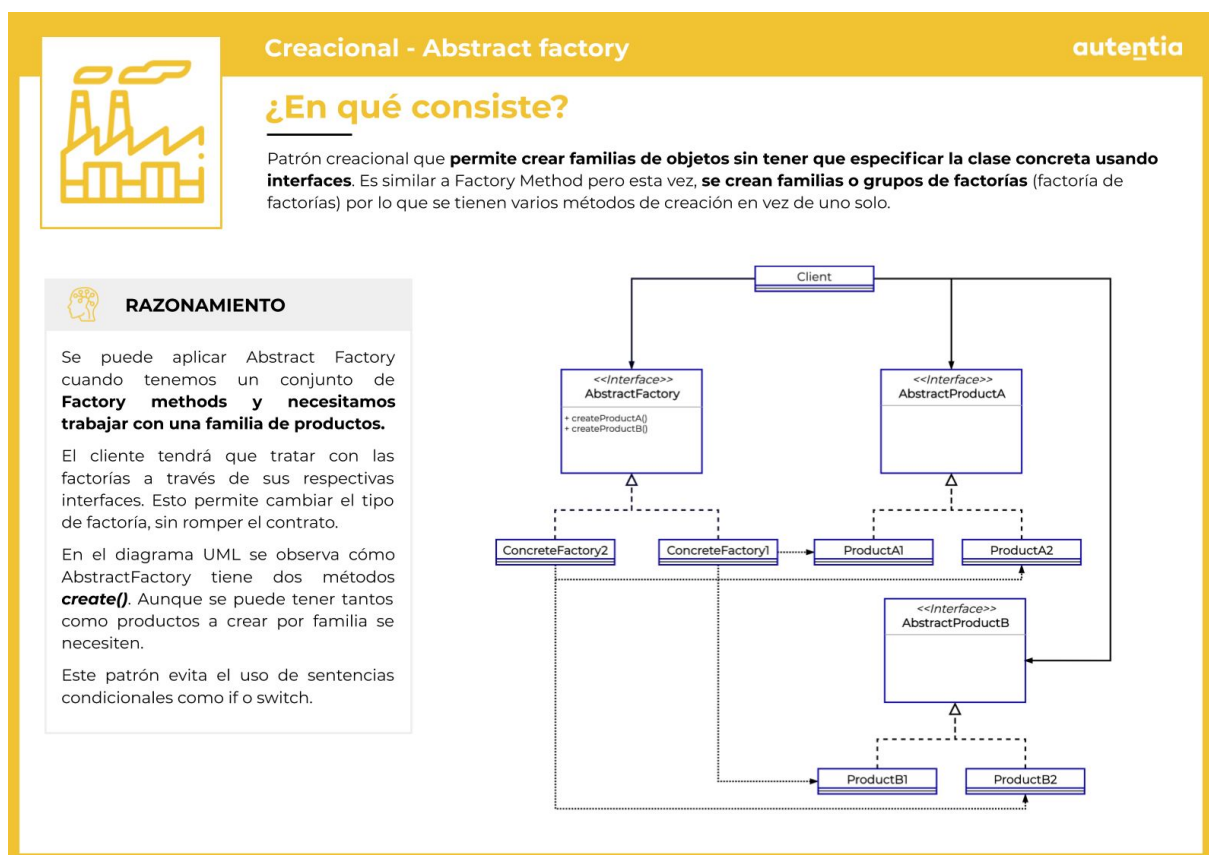 Creacional - Abstract factory
autentia
¿En qué consiste?
Patrón creacional que permite crear familias de objetos sin tener que especificar la clase concreta usando
interfaces. Es similar a Factory Method pero esta vez, se crean familias o grupos de factorías (factoría de
factorías) por lo que se tienen varios métodos de creación en vez de uno solo.
RAZONAMIENTO
Se puede aplicar Abstract Factory
cuando tenemos un conjunto de
Factory methods y necesitamos
trabajar con una familia de productos.
El cliente tendrá que tratar con las
factorías a través de sus respectivas
interfaces. Esto permite cambiar el tipo
de factoría, sin romper el contrato.
En el diagrama UML se observa cómo
AbstractFactory tiene dos métodos
create(). Aunque se puede tener tantos
como productos a crear por familia se
necesiten.
Este patrón evita el uso de sentencias
condicionales como if o switch.
Client
<<Interface>>
AbstractFactory
+ createProductA()
+ createProductB()
<<Interface>>
AbstractProductA
ConcreteFactory2
ConcreteFactory1
ProductA1
ProductA2
<<Interface>>
AbstractProductB
ProductB1
ProductB2